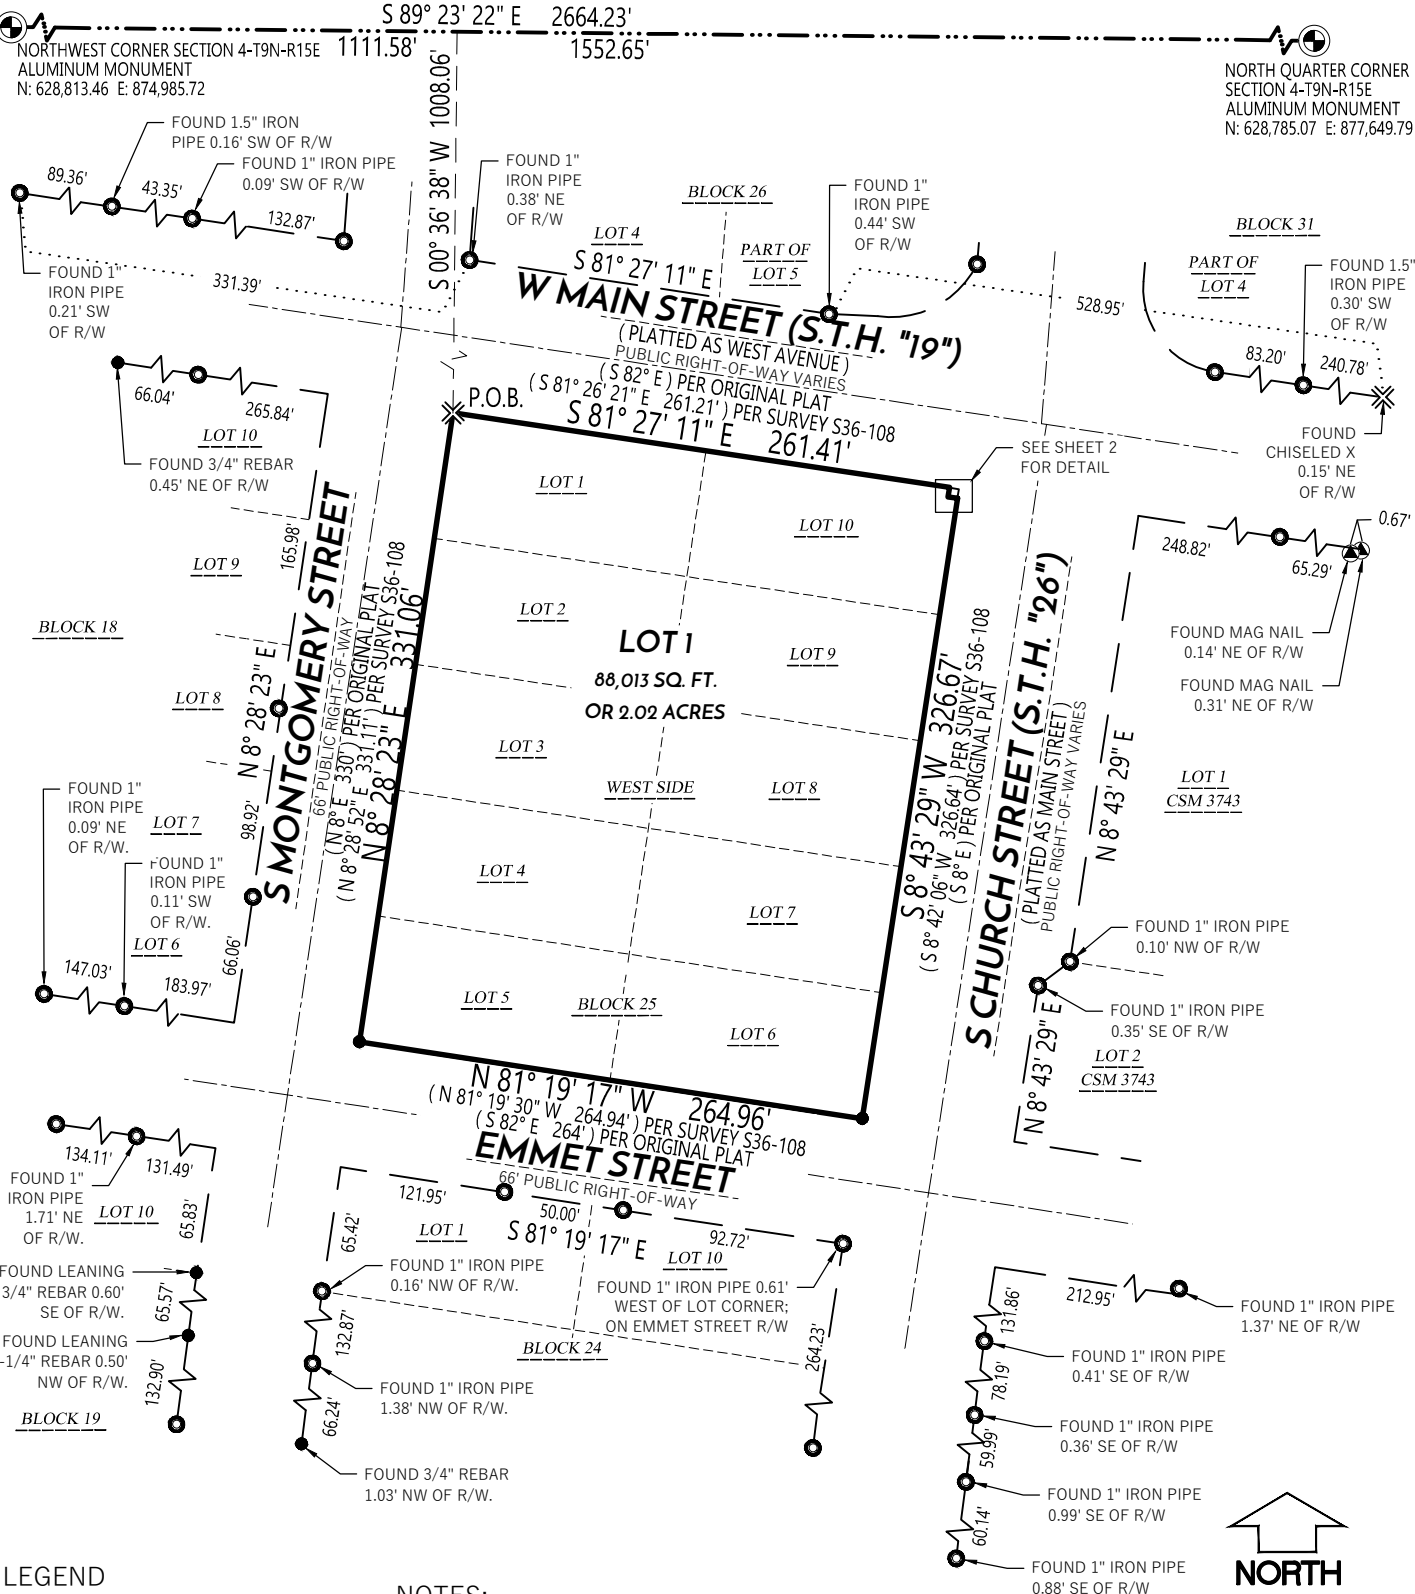 S 89° 23' 22" E 2664.23'
1111.58' 1552.65'
NORTHWEST CORNER SECTION 4-T9N-R15E
ALUMINUM MONUMENT
N: 628,813.46 E: 874,985.72
NORTH QUARTER CORNER
SECTION 4-T9N-R15E
ALUMINUM MONUMENT
N: 628,785.07 E: 877,649.79
S 00° 36' 38" W 1008.06'
FOUND 1.5" IRON
PIPE 0.16' SW OF R/W
FOUND 1" IRON PIPE
0.09' SW OF R/W
89.36'
43.35'
132.87'
FOUND 1"
IRON PIPE
0.21' SW
OF R/W
331.39'
FOUND 1"
IRON PIPE
0.38' NE
OF R/W
BLOCK 26
LOT 4
PART OF
LOT 5
FOUND 1"
IRON PIPE
0.44' SW
OF R/W
BLOCK 31
PART OF
LOT 4
FOUND 1.5"
IRON PIPE
0.30' SW
OF R/W
528.95'
83.20'
240.78'
FOUND
CHISELED X
0.15' NE
OF R/W
S 81° 27' 11" E
W MAIN STREET (S.T.H. "19")
( PLATTED AS WEST AVENUE )
PUBLIC RIGHT-OF-WAY VARIES
( S 82° E ) PER ORIGINAL PLAT
( S 81° 26' 21" E 261.21' ) PER SURVEY S36-108
S 81° 27' 11" E 261.41'
P.O.B.
SEE SHEET 2
FOR DETAIL
66.04'
265.84'
LOT 10
FOUND 3/4" REBAR
0.45' NE OF R/W
165.98'
LOT 9
BLOCK 18
LOT 8
N 8° 28' 23" E
98.92'
S MONTGOMERY STREET
66' PUBLIC RIGHT-OF-WAY
( N 8° E 330' ) PER ORIGINAL PLAT
( N 8° 28' 52" E 331.11' ) PER SURVEY S36-108
N 8° 28' 23" E 331.06'
FOUND 1"
IRON PIPE
0.09' NE
OF R/W.
LOT 7
FOUND 1"
IRON PIPE
0.11' SW
OF R/W.
LOT 6
66.06'
147.03'
183.97'
LOT 1
LOT 10
LOT 2
LOT 1
88,013 SQ. FT.
OR 2.02 ACRES
LOT 9
LOT 3
WEST SIDE
LOT 8
LOT 4
LOT 7
LOT 5
BLOCK 25
LOT 6
S 8° 43' 29" W 326.67'
( S 8° 42' 06" W 326.64' ) PER SURVEY S36-108
( S 8° E ) PER ORIGINAL PLAT
S CHURCH STREET (S.T.H. "26")
( PLATTED AS MAIN STREET )
PUBLIC RIGHT-OF-WAY VARIES
248.82'
65.29'
0.67'
FOUND MAG NAIL
0.14' NE OF R/W
FOUND MAG NAIL
0.31' NE OF R/W
N 8° 43' 29" E
LOT 1
CSM 3743
FOUND 1" IRON PIPE
0.10' NW OF R/W
FOUND 1" IRON PIPE
0.35' SE OF R/W
N 8° 43' 29" E
LOT 2
CSM 3743
N 81° 19' 17" W 264.96'
( N 81° 19' 30" W 264.94' ) PER SURVEY S36-108
( S 82° E 264' ) PER ORIGINAL PLAT
EMMET STREET
66' PUBLIC RIGHT-OF-WAY
134.11'
131.49'
FOUND 1"
IRON PIPE
1.71' NE
OF R/W.
LOT 10
65.83'
FOUND LEANING
3/4" REBAR 0.60'
SE OF R/W.
65.57'
FOUND LEANING
-1/4" REBAR 0.50'
NW OF R/W.
132.90'
BLOCK 19
121.95'
65.42'
LOT 1
50.00'
S 81° 19' 17" E
92.72'
LOT 10
FOUND 1" IRON PIPE
0.16' NW OF R/W.
FOUND 1" IRON PIPE 0.61'
WEST OF LOT CORNER;
ON EMMET STREET R/W
132.87'
BLOCK 24
264.23'
FOUND 1" IRON PIPE
1.38' NW OF R/W.
66.24'
FOUND 3/4" REBAR
1.03' NW OF R/W.
131.86'
212.95'
FOUND 1" IRON PIPE
1.37' NE OF R/W
FOUND 1" IRON PIPE
0.41' SE OF R/W
78.19'
FOUND 1" IRON PIPE
0.36' SE OF R/W
59.99'
FOUND 1" IRON PIPE
0.99' SE OF R/W
60.14'
FOUND 1" IRON PIPE
0.88' SE OF R/W
NORTH
LEGEND
NOTES: